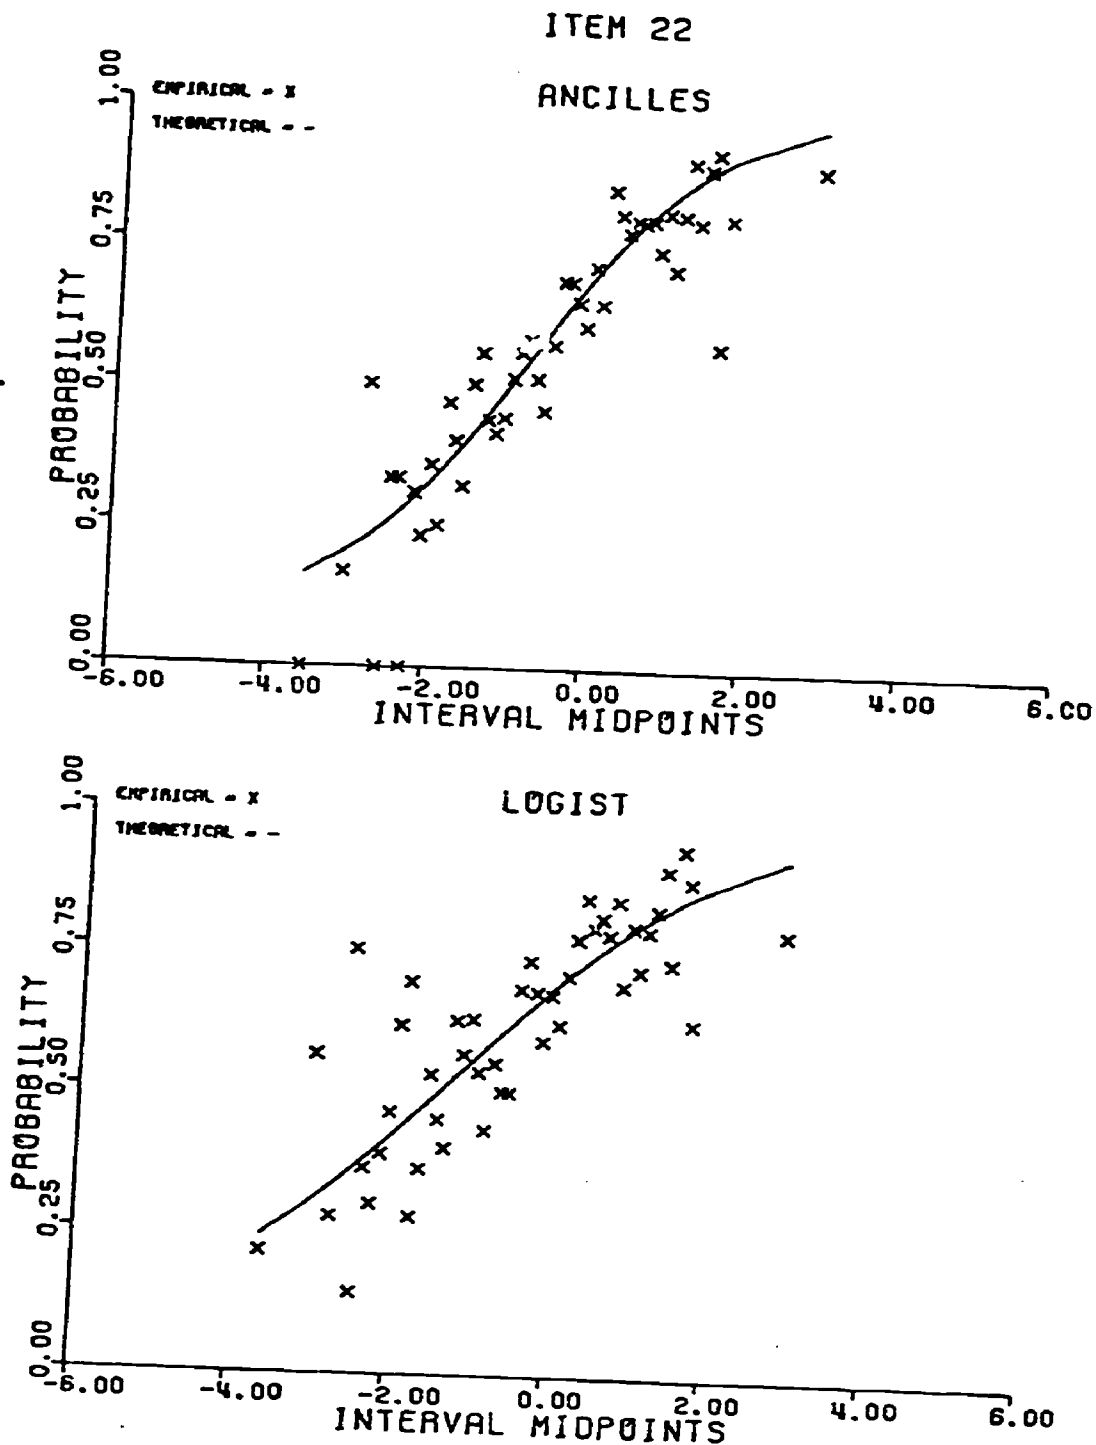 ITEM 22
ANCILLES
EMPIRICAL = X
THEORETICAL = -
1.00
0.75
0.50
0.25
0.00
PROBABILITY
-6.00 -4.00 -2.00 0.00 2.00 4.00 6.CO
INTERVAL MIDPOINTS
LOGIST
EMPIRICAL = X
THEORETICAL = -
1.00
0.75
0.50
0.25
0.00
PROBABILITY
-6.00 -4.00 -2.00 0.00 2.00 4.00 6.00
INTERVAL MIDPOINTS